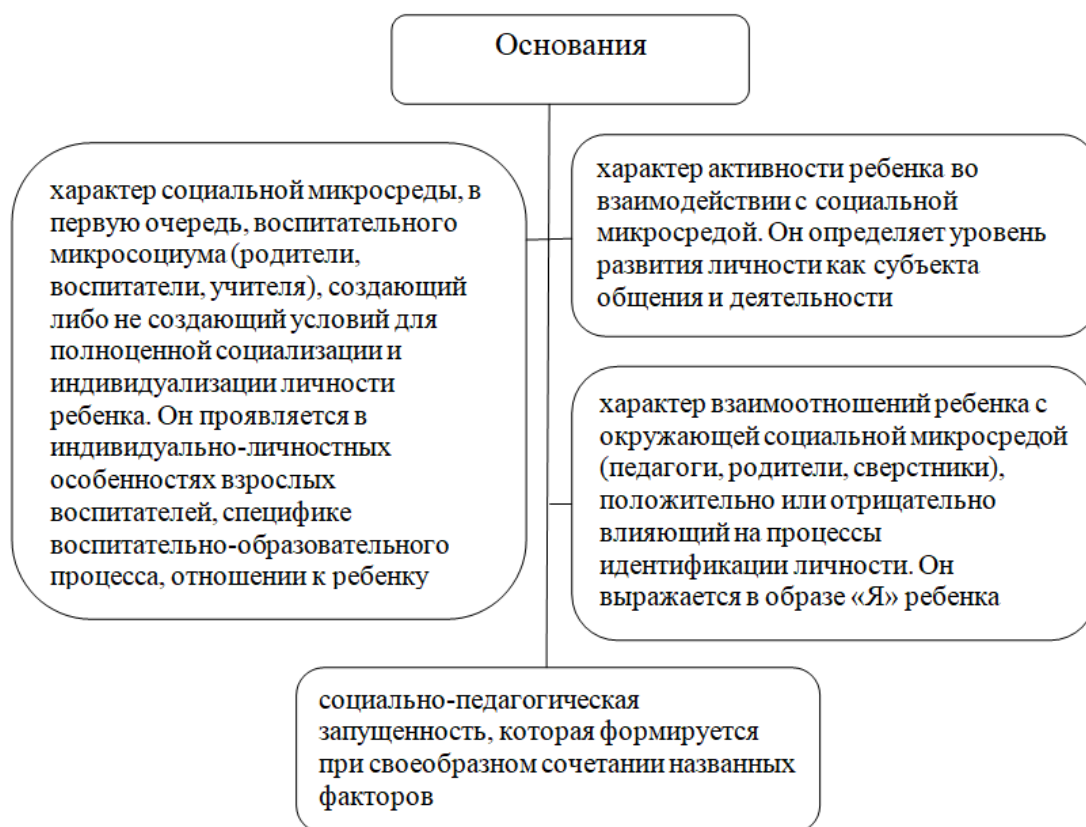 Основания
характер социальной микросреды, в
первую очередь, воспитательного
микросоциума (родители,
воспитатели, учителя), создающий
либо не создающий условий для
полноценной социализации и
индивидуализации личности
ребенка. Он проявляется в
индивидуально-личностных
особенностях взрослых
воспитателей, специфике
воспитательно-образовательного
процесса, отношении к ребенку
характер активности ребенка во
взаимодействии с социальной
микросредой. Он определяет уровень
развития личности как субъекта
общения и деятельности
характер взаимоотношений ребенка с
окружающей социальной микросредой
(педагоги, родители, сверстники),
положительно или отрицательно
влияющий на процессы
идентификации личности. Он
выражается в образе «Я» ребенка
социально-педагогическая
запущенность, которая формируется
при своеобразном сочетании названных
факторов